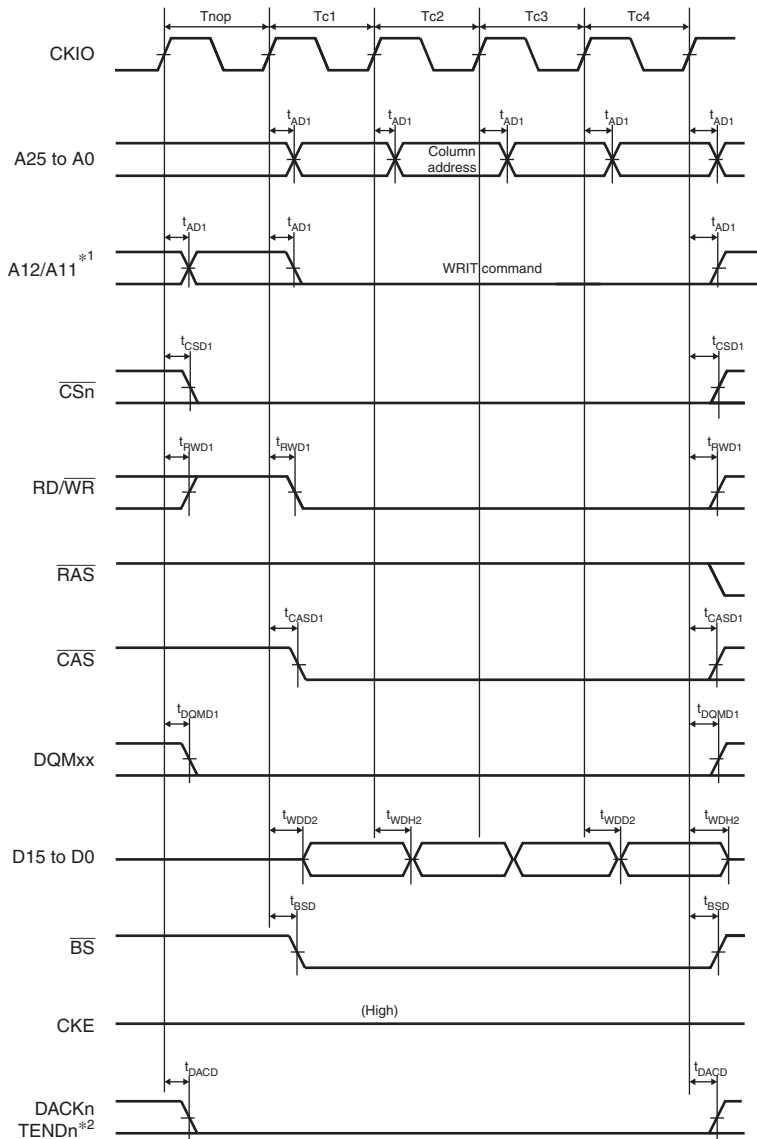 Tnop Tc1 Tc2 Tc3 Tc4
CKIO
tAD1 tAD1 tAD1 tAD1 tAD1
A25 to A0
Column
address
tAD1 tAD1 tAD1
A12/A11*1
WRIT command
tCSD1 tCSD1
CSn
tRWD1 tRWD1 tRWD1
RD/WR
RAS
tCASD1 tCASD1
CAS
tDQMD1 tDQMD1
DQMxx
tWDD2 tWDH2 tWDD2 tWDH2
D15 to D0
tBSD tBSD
BS
(High)
CKE
tDACD tDACD
DACKn
TENDn*2